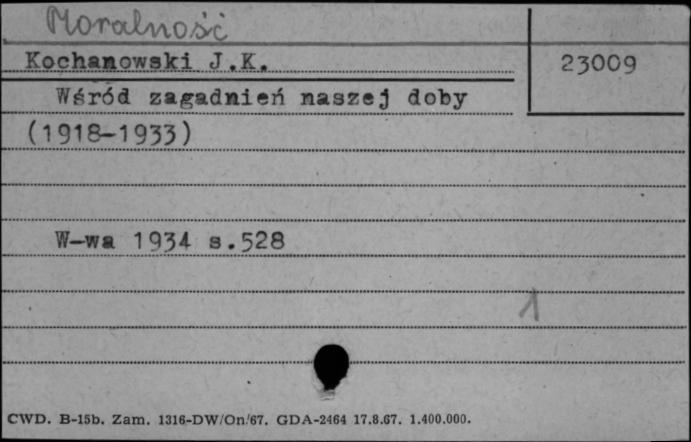 Moralność
Kochanowski J.K.
23009
Wśród zagadnień naszej doby
(1918-1933)
W-wa 1934 s.528
1
CWD. B-15b. Zam. 1316-DW/On/67. GDA-2464 17.8.67. 1.400.000.